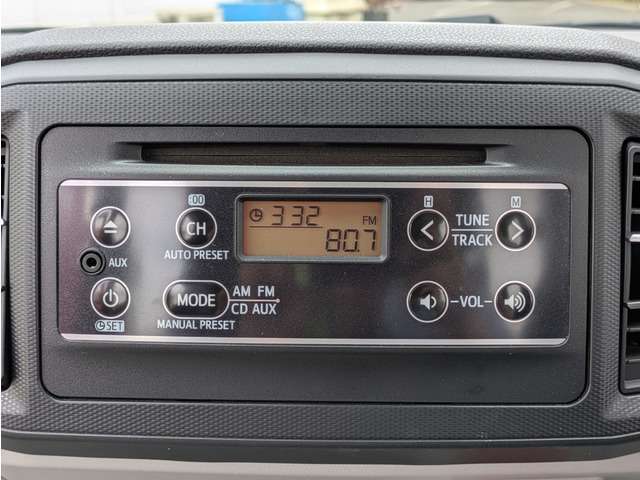 :00
H
M
CH
3 32
FM
80.7
TUNE
TRACK
AUX
AUTO PRESET
MODE
AM FM
CD AUX
VOL
SET
MANUAL PRESET